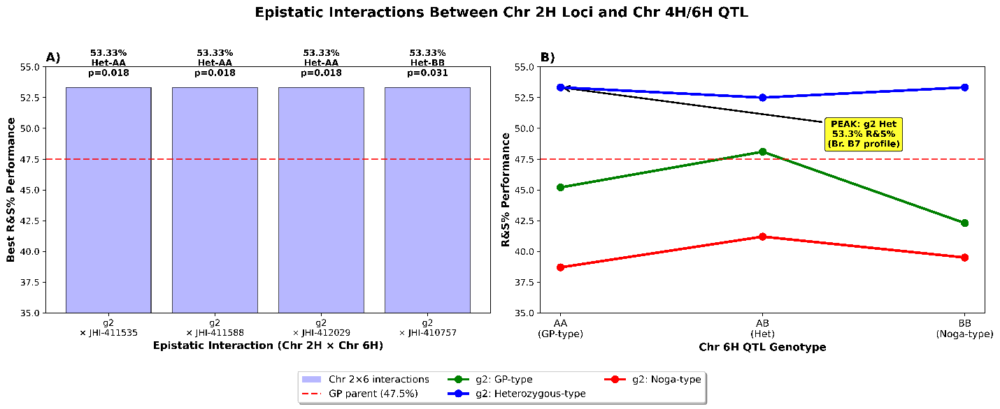 Epistatic Interactions Between Chr 2H Loci and Chr 4H/6H QTL
A)
53.33%
Het-AA
p=0.018
53.33%
Het-AA
p=0.018
53.33%
Het-AA
p=0.018
53.33%
Het-BB
p=0.031
Best R&S% Performance
55.0
52.5
50.0
47.5
45.0
42.5
40.0
37.5
35.0
g2
× JHI-411535
g2
× JHI-411588
g2
× JHI-412029
g2
× JHI-410757
Epistatic Interaction (Chr 2H × Chr 6H)
B)
R&S% Performance
55.0
52.5
50.0
47.5
45.0
42.5
40.0
37.5
35.0
PEAK: g2 Het
53.3% R&S%
(Br. B7 profile)
AA
(GP-type)
AB
(Het)
BB
(Noga-type)
Chr 6H QTL Genotype
Chr 2×6 interactions
GP parent (47.5%)
g2: GP-type
g2: Heterozygous-type
g2: Noga-type